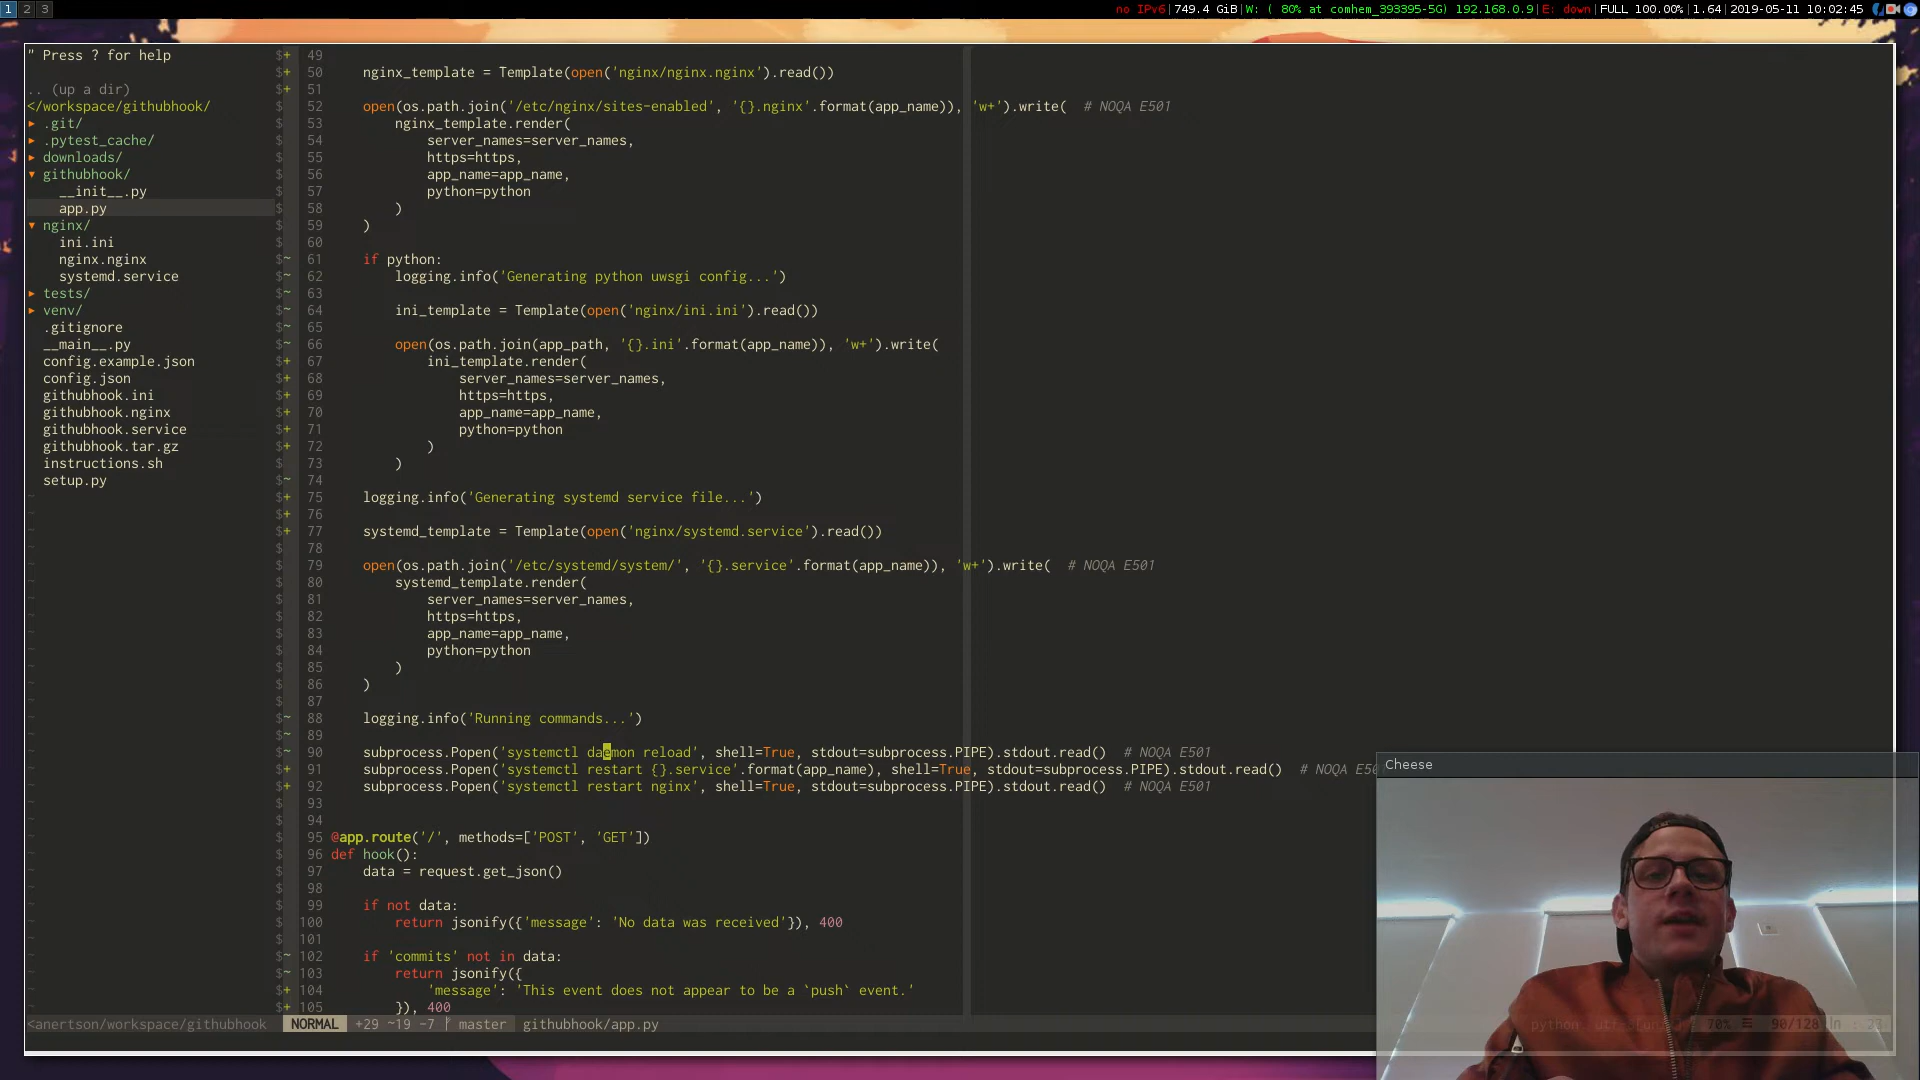 1 2 3
no IPv6|749.4 GiB|W: ( 80% at comhem_393395-5G) 192.168.0.9|E: down|FULL 100.00%|1.64|2019-05-11 10:02:45
" Press ? for help
.. (up a dir)
</workspace/githubhook/
▸ .git/
▸ .pytest_cache/
▸ downloads/
▾ githubhook/
__init__.py
app.py
▾ nginx/
ini.ini
nginx.nginx
systemd.service
▸ tests/
▸ venv/
.gitignore
__main__.py
config.example.json
config.json
githubhook.ini
githubhook.nginx
githubhook.service
githubhook.tar.gz
instructions.sh
setup.py
49
50 nginx_template = Template(open('nginx/nginx.nginx').read())
51
52 open(os.path.join('/etc/nginx/sites-enabled', '{}.nginx'.format(app_name)), 'w+').write(  # NOQA E501
53 nginx_template.render(
54 server_names=server_names,
55 https=https,
56 app_name=app_name,
57 python=python
58 )
59 )
60
61 if python:
62 logging.info('Generating python uwsgi config...')
63
64 ini_template = Template(open('nginx/ini.ini').read())
65
66 open(os.path.join(app_path, '{}.ini'.format(app_name)), 'w+').write(
67 ini_template.render(
68 server_names=server_names,
69 https=https,
70 app_name=app_name,
71 python=python
72 )
73 )
74
75 logging.info('Generating systemd service file...')
76
77 systemd_template = Template(open('nginx/systemd.service').read())
78
79 open(os.path.join('/etc/systemd/system/', '{}.service'.format(app_name)), 'w+').write(  # NOQA E501
80 systemd_template.render(
81 server_names=server_names,
82 https=https,
83 app_name=app_name,
84 python=python
85 )
86 )
87
88 logging.info('Running commands...')
89
90 subprocess.Popen('systemctl daemon reload', shell=True, stdout=subprocess.PIPE).stdout.read()  # NOQA E501
91 subprocess.Popen('systemctl restart {}.service'.format(app_name), shell=True, stdout=subprocess.PIPE).stdout.read()  # NOQA E50
92 subprocess.Popen('systemctl restart nginx', shell=True, stdout=subprocess.PIPE).stdout.read()  # NOQA E501
93
94
95 @app.route('/', methods=['POST', 'GET'])
96 def hook():
97 data = request.get_json()
98
99 if not data:
100 return jsonify({'message': 'No data was received'}), 400
101
102 if 'commits' not in data:
103 return jsonify({
104 'message': 'This event does not appear to be a `push` event.'
105 }), 400
<anertson/workspace/githubhook NORMAL +29 ~19 -7 master githubhook/app.py python 70% 90/128
Cheese